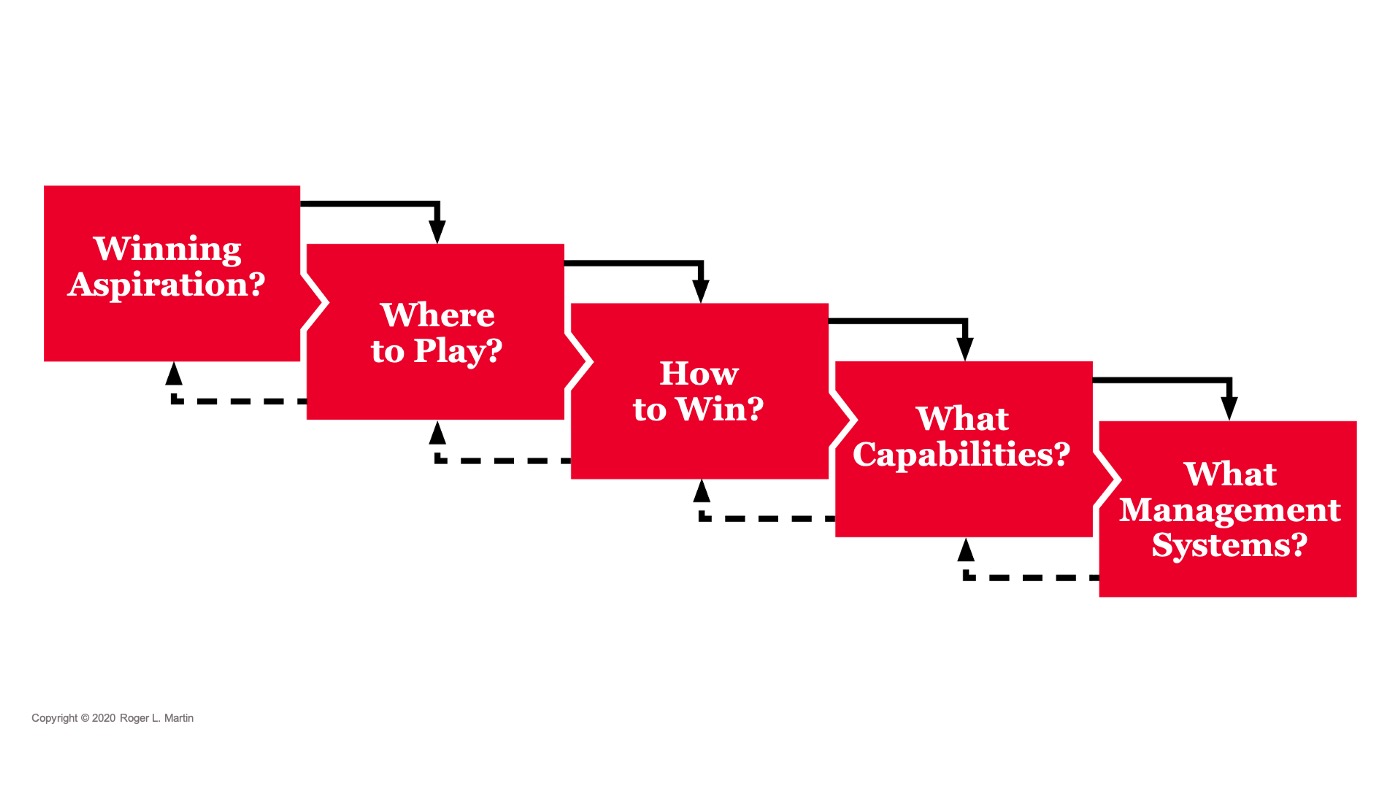 Winning
Aspiration?
Where
to Play?
How
to Win?
What
Capabilities?
What
Management
Systems?
Copyright © 2020 Roger L. Martin